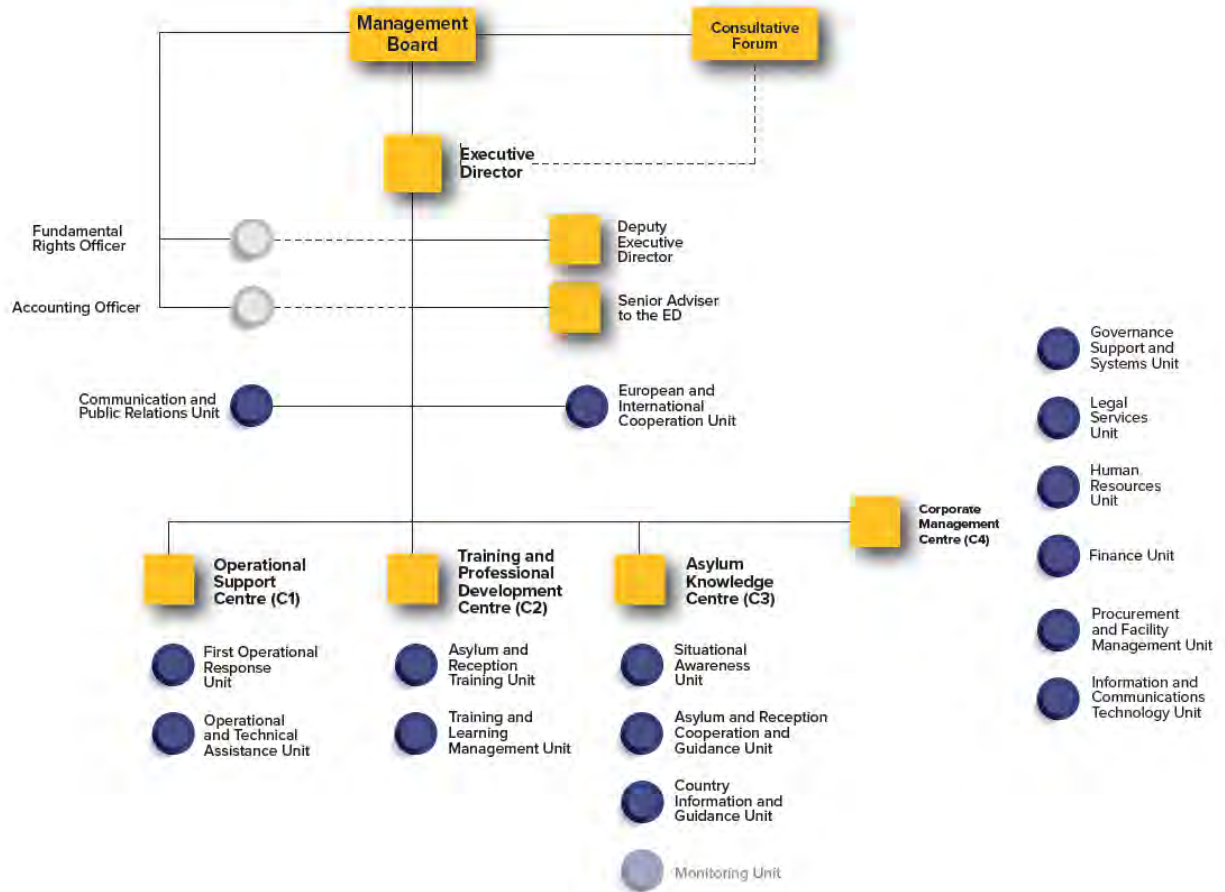 Management
Board
Consultative
Forum
Executive
Director
Fundamental
Rights Officer
Deputy
Executive
Director
Accounting Officer
Senior Adviser
to the ED
Communication and
Public Relations Unit
European and
International
Cooperation Unit
Governance
Support and
Systems Unit
Legal
Services
Unit
Human
Resources
Unit
Finance Unit
Procurement
and Facility
Management Unit
Information and
Communications
Technology Unit
Corporate
Management
Centre (C4)
Operational
Support
Centre (C1)
First Operational
Response
Unit
Operational
and Technical
Assistance Unit
Training and
Professional
Development
Centre (C2)
Asylum and
Reception
Training Unit
Training and
Learning
Management Unit
Asylum
Knowledge
Centre (C3)
Situational
Awareness
Unit
Asylum and Reception
Cooperation and
Guidance Unit
Country
Information and
Guidance Unit
Monitoring Unit